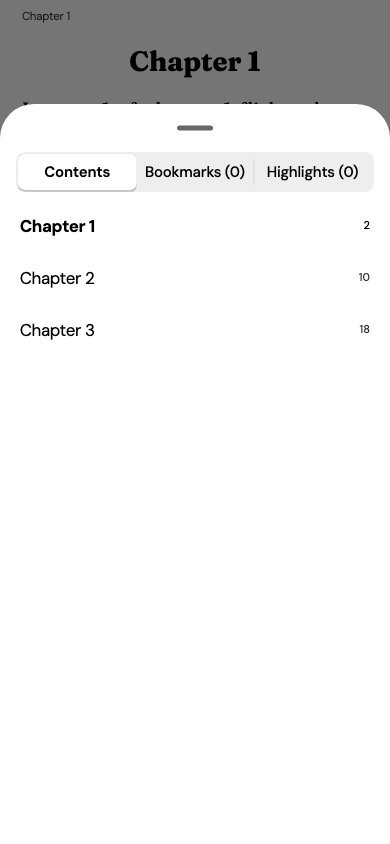 Chapter 1
Chapter 1
Contents Bookmarks (0) Highlights (0)
Chapter 1 2
Chapter 2 10
Chapter 3 18